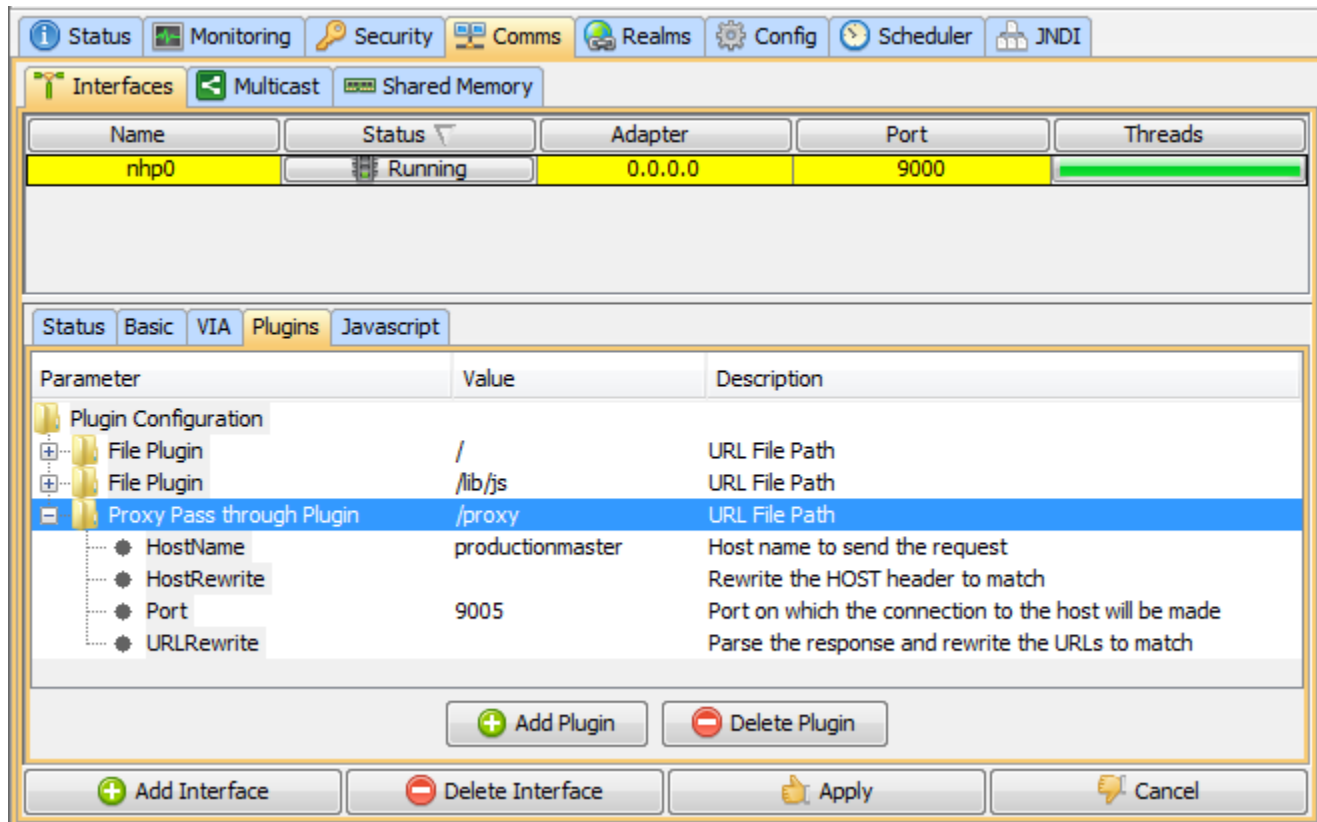 Status Monitoring Security Comms Realms Config Scheduler JNDI
Interfaces Multicast Shared Memory
Name Status Adapter Port Threads
nhp0 Running 0.0.0.0 9000
Status Basic VIA Plugins Javascript
Parameter Value Description
Plugin Configuration
File Plugin / URL File Path
File Plugin /lib/js URL File Path
Proxy Pass through Plugin /proxy URL File Path
HostName productionmaster Host name to send the request
HostRewrite Rewrite the HOST header to match
Port 9005 Port on which the connection to the host will be made
URLRewrite Parse the response and rewrite the URLs to match
Add Plugin Delete Plugin
Add Interface Delete Interface Apply Cancel